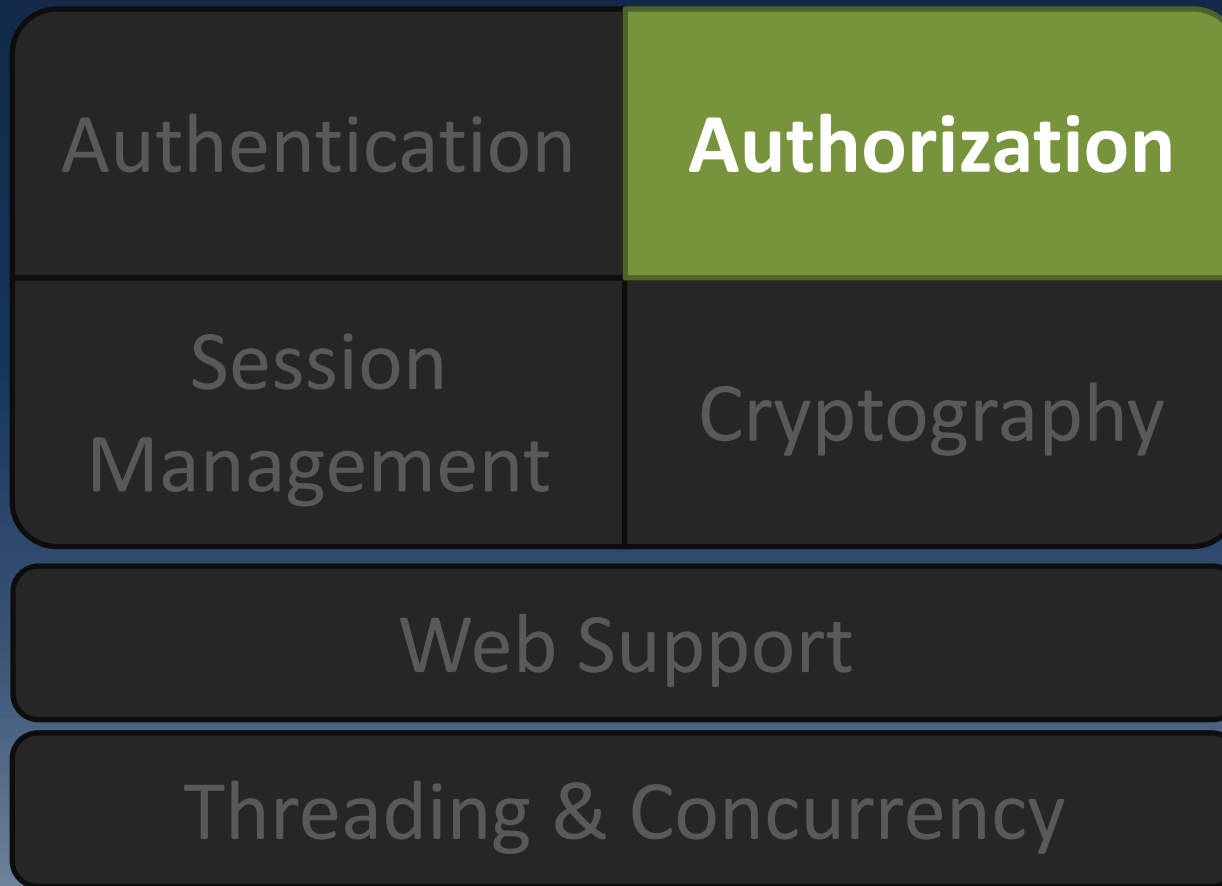 Authentication
Authorization
Session
Management
Cryptography
Web Support
Threading & Concurrency